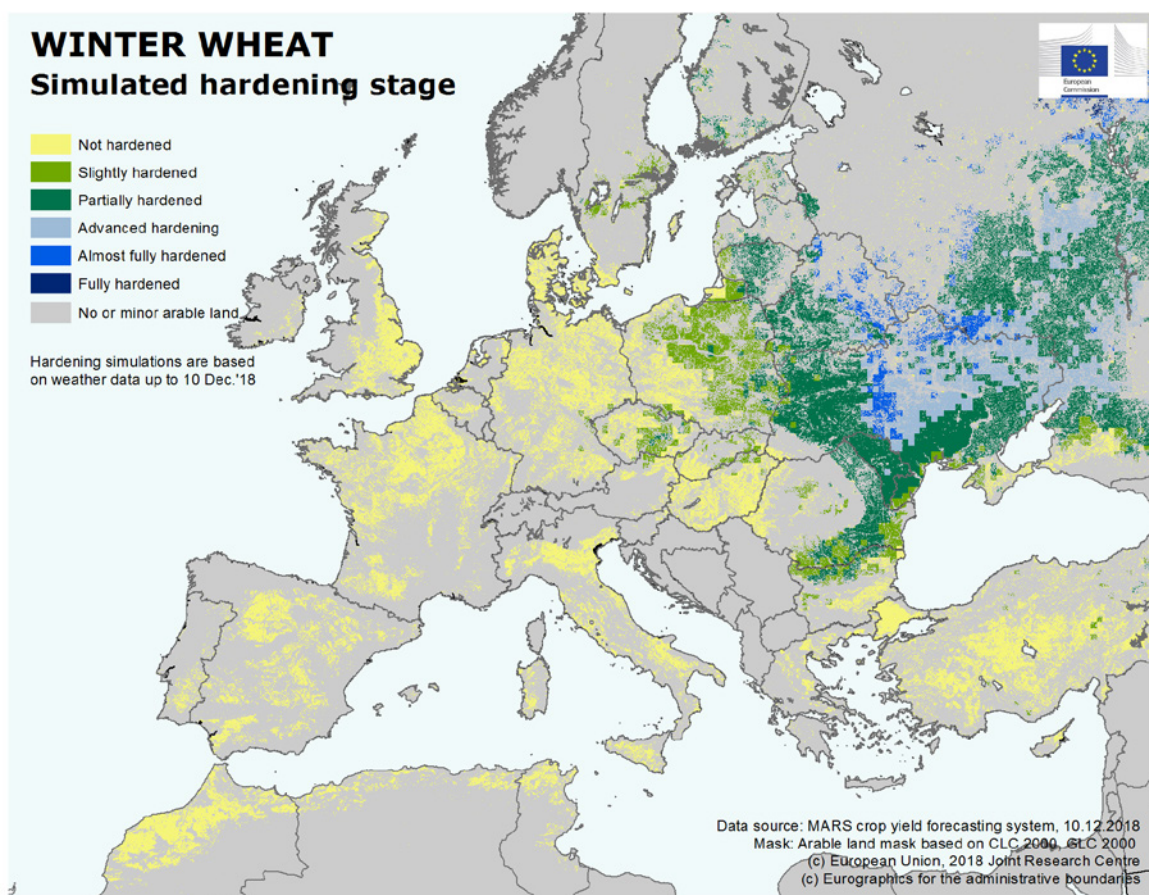 WINTER WHEAT
Simulated hardening stage
Not hardened
Slightly hardened
Partially hardened
Advanced hardening
Almost fully hardened
Fully hardened
No or minor arable land
Hardening simulations are based
on weather data up to 10 Dec.'18
European
Commission
Data source: MARS crop yield forecasting system, 10.12.2018
Mask: Arable land mask based on CLC 2000, GLC 2000
(c) European Union, 2018 Joint Research Centre
(c) Eurographics for the administrative boundaries